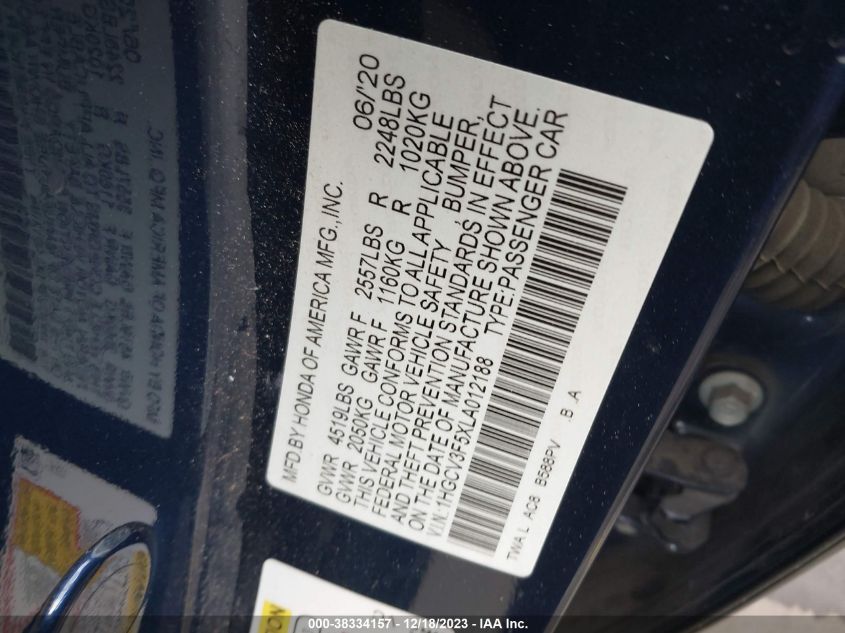 MFD.BY HONDA OF AMERICA MFG.,INC. 06/'20
GVWR 4519LBS GAWR F 2557LBS R 2248LBS
GVWR 2050KG GAWR F 1160KG R 1020KG
THIS VEHICLE CONFORMS TO ALL APPLICABLE
FEDERAL MOTOR VEHICLE SAFETY BUMPER,
AND THEFT PREVENTION STANDARDS IN EFFECT
ON THE DATE OF MANUFACTURE SHOWN ABOVE.
V.I.N.:1HGCV3F5XLA012188 TYPE:PASSENGER CAR
TWA L AC8 B588PV .B .A
TON
000-38334157 - 12/18/2023 - IAA Inc.